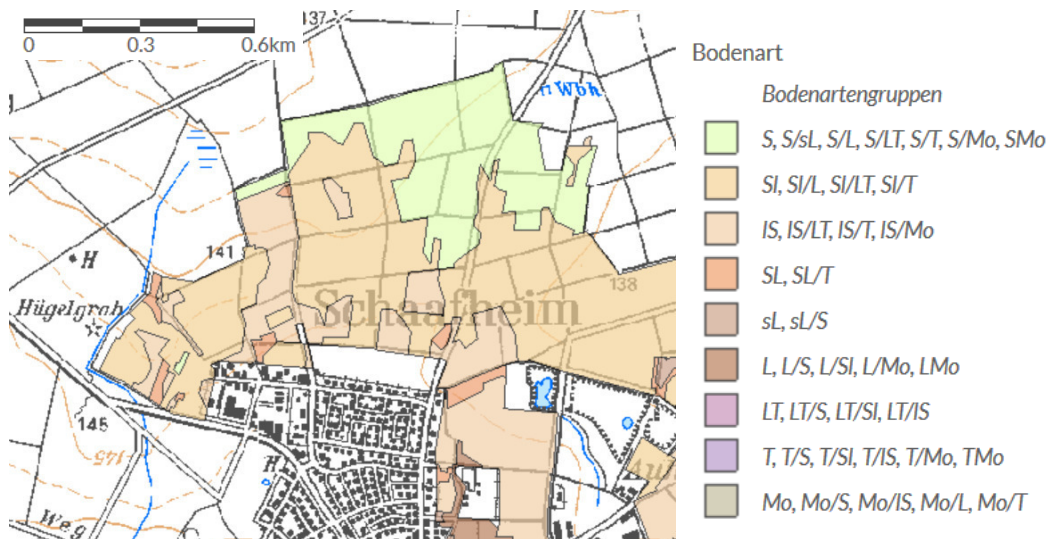 0 0.3 0.6km
137
Wbh
141
H
Hügelgrab
Schaafheim
138
145
145
H
Weg
Bodenart
Bodenartengruppen
S, S/sL, S/L, S/LT, S/T, S/Mo, SMo
Sl, Sl/L, Sl/LT, Sl/T
lS, lS/LT, lS/T, lS/Mo
SL, SL/T
sL, sL/S
L, L/S, L/Sl, L/Mo, LMo
LT, LT/S, LT/Sl, LT/lS
T, T/S, T/Sl, T/lS, T/Mo, TMo
Mo, Mo/S, Mo/lS, Mo/L, Mo/T